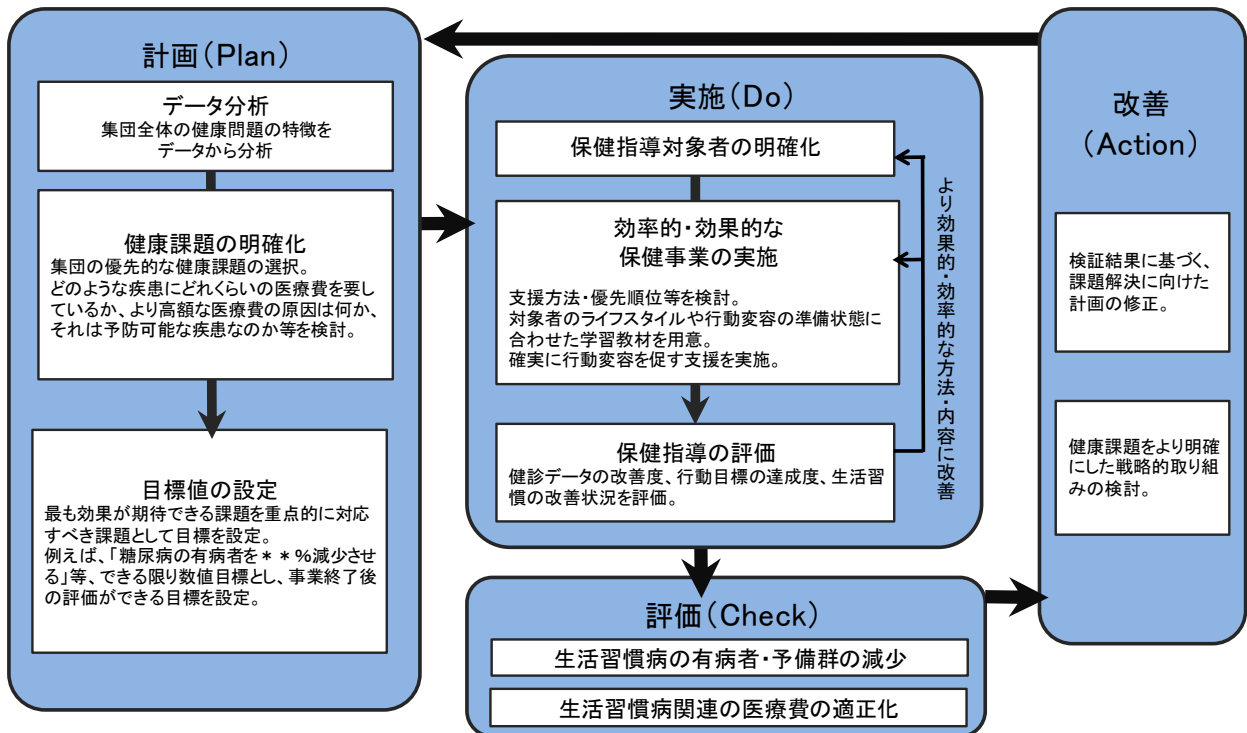 計画(Plan)
データ分析
集団全体の健康問題の特徴を
データから分析
健康課題の明確化
集団の優先的な健康課題の選択。
どのような疾患にどれくらいの医療費を要し
ているか、より高額な医療費の原因は何か、
それは予防可能な疾患なのか等を検討。
目標値の設定
最も効果が期待できる課題を重点的に対応
すべき課題として目標を設定。
例えば、「糖尿病の有病者を**%減少させ
る」等、できる限り数値目標とし、事業終了後
の評価ができる目標を設定。
実施(Do)
保健指導対象者の明確化
効率的・効果的な
保健事業の実施
支援方法・優先順位等を検討。
対象者のライフスタイルや行動変容の準備状態に
合わせた学習教材を用意。
確実に行動変容を促す支援を実施。
保健指導の評価
健診データの改善度、行動目標の達成度、生活習
慣の改善状況を評価。
より効果的・効率的な方法・内容に改善
評価(Check)
生活習慣病の有病者・予備群の減少
生活習慣病関連の医療費の適正化
改善
(Action)
検証結果に基づく、
課題解決に向けた
計画の修正。
健康課題をより明確
にした戦略的取り組
みの検討。